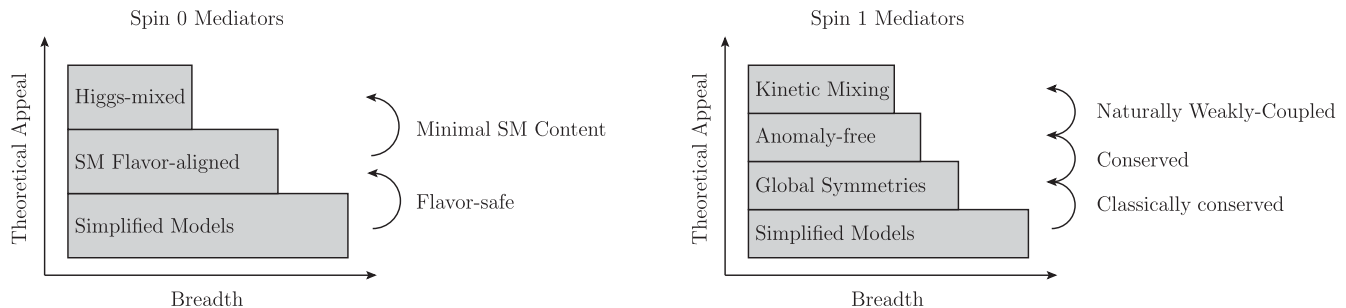 Spin 0 Mediators
Theoretical Appeal
Higgs-mixed
SM Flavor-aligned
Simplified Models
Minimal SM Content
Flavor-safe
Breadth
Spin 1 Mediators
Theoretical Appeal
Kinetic Mixing
Anomaly-free
Global Symmetries
Simplified Models
Naturally Weakly-Coupled
Conserved
Classically conserved
Breadth